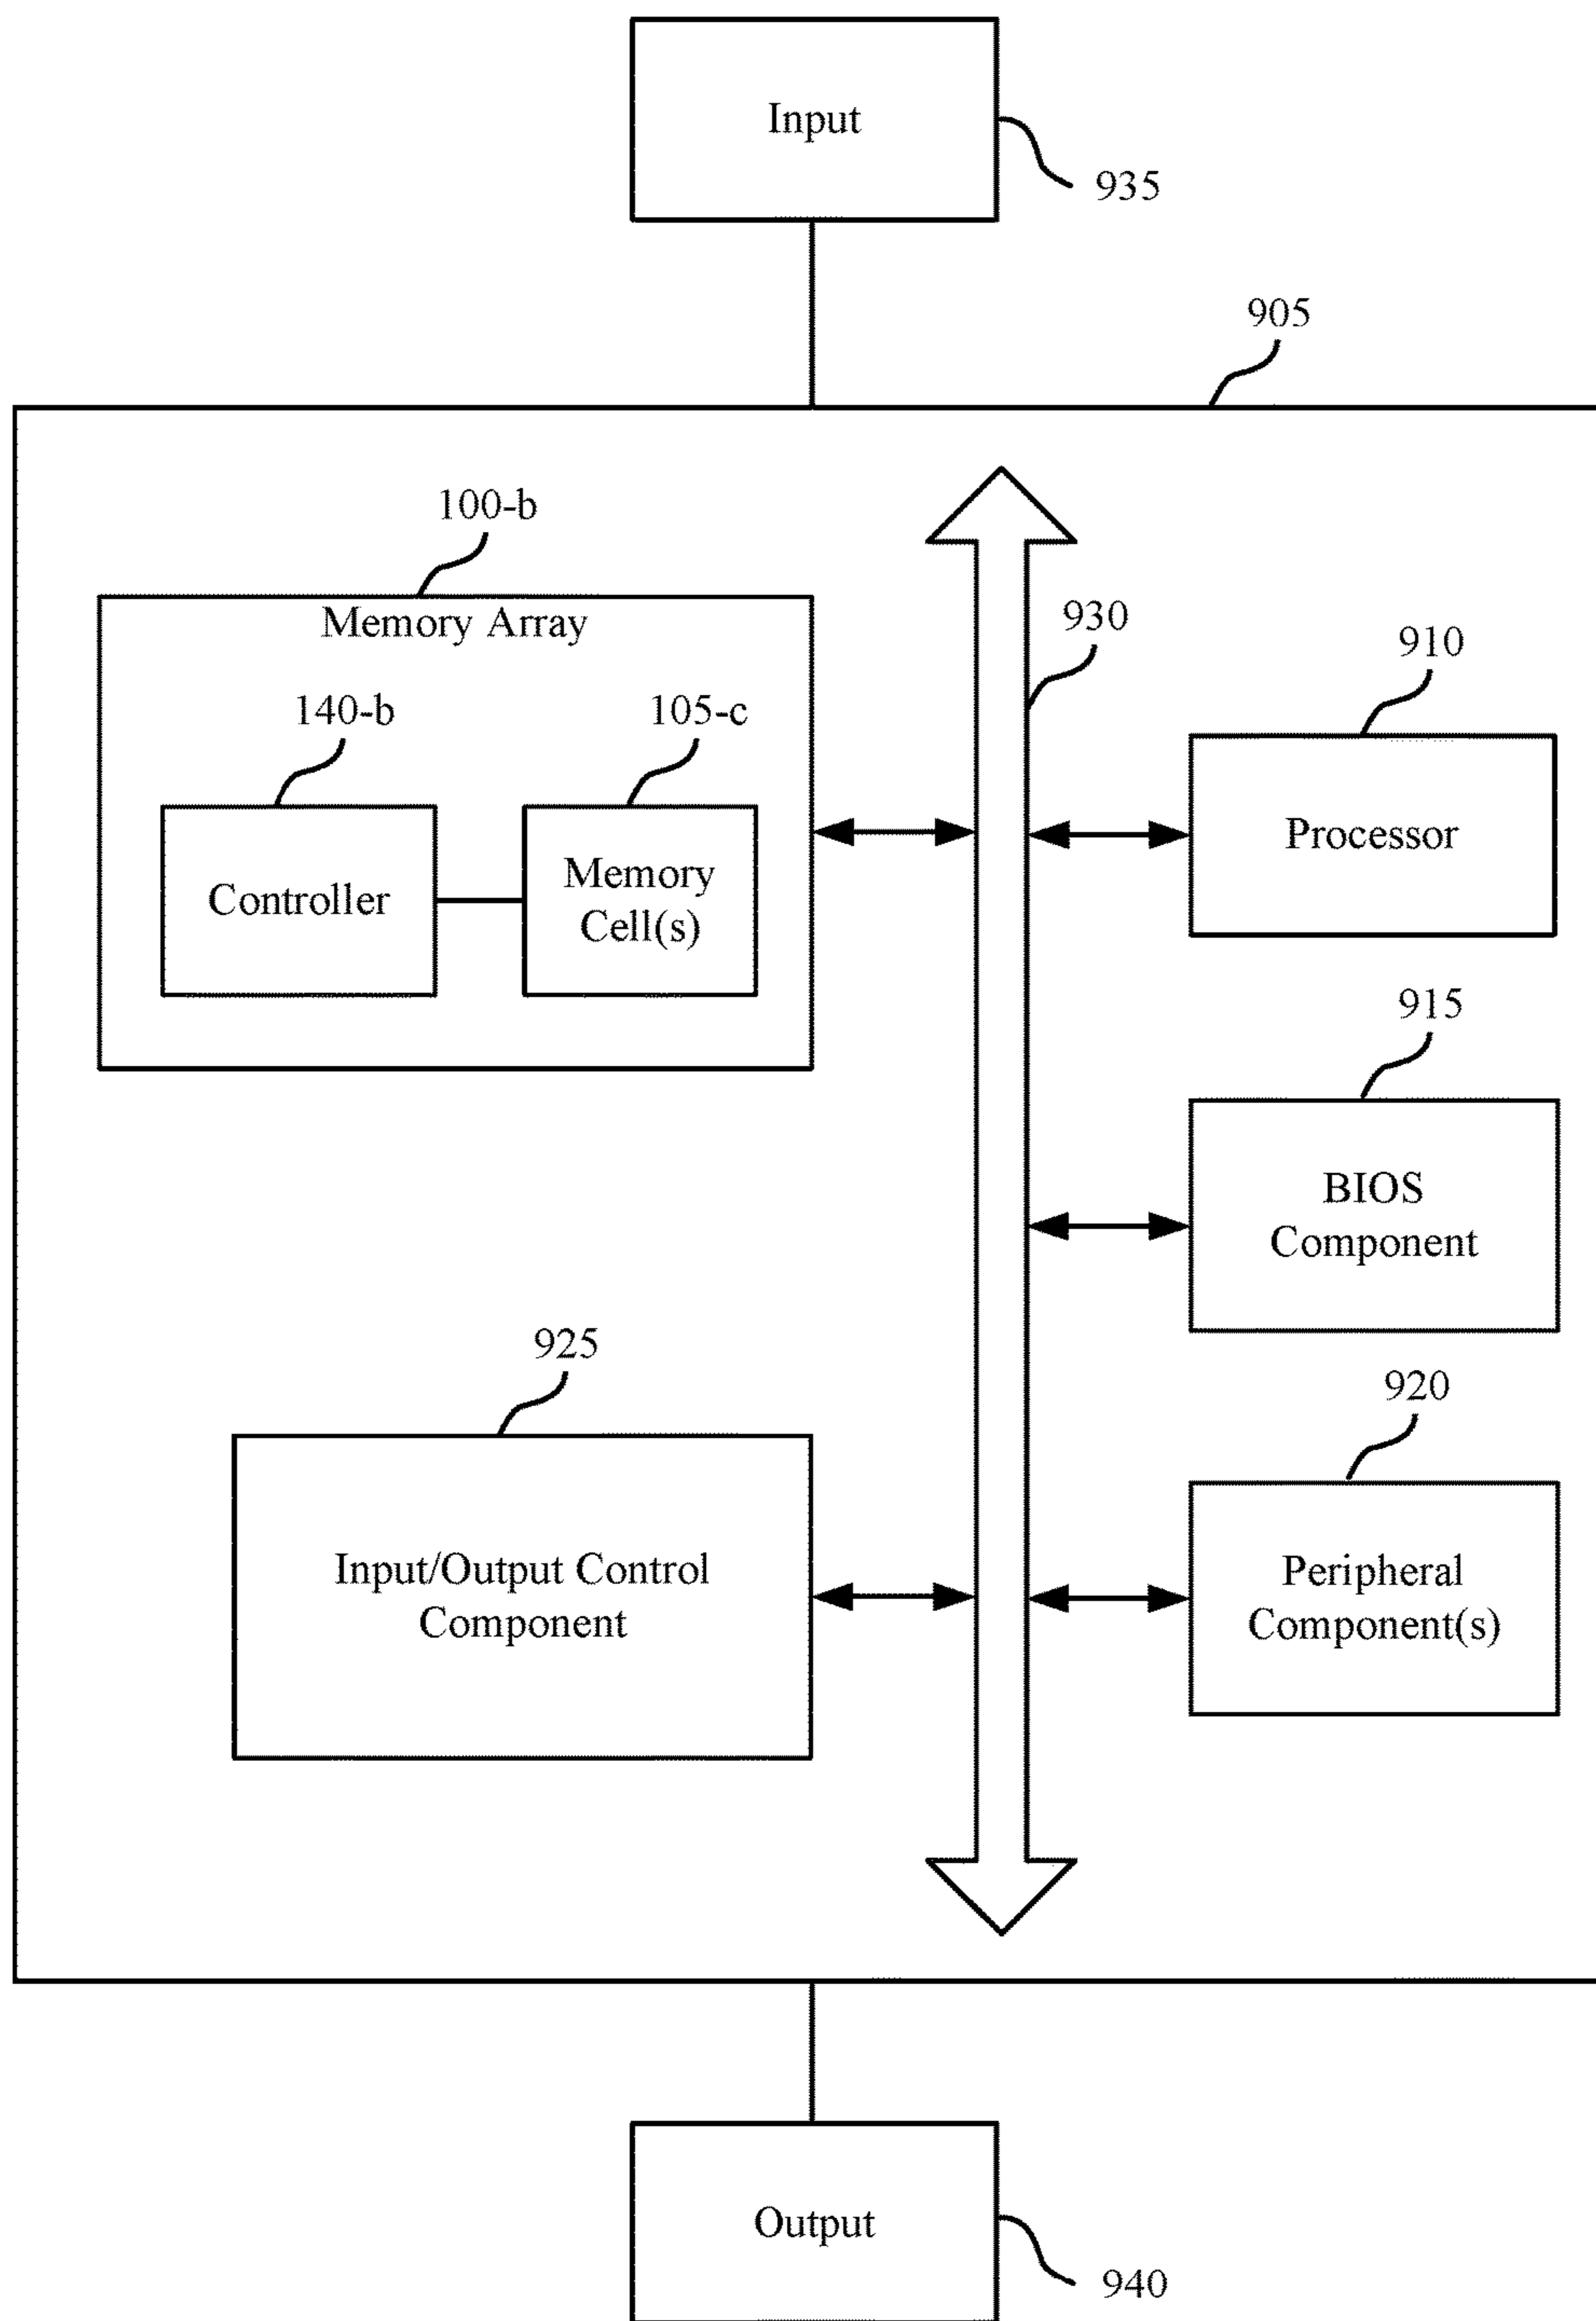 Input
935
905
100-b
Memory Array
930
910
140-b
105-c
Processor
Controller
Memory
Cell(s)
915
BIOS
Component
925
920
Input/Output Control
Component
Peripheral
Component(s)
Output
940